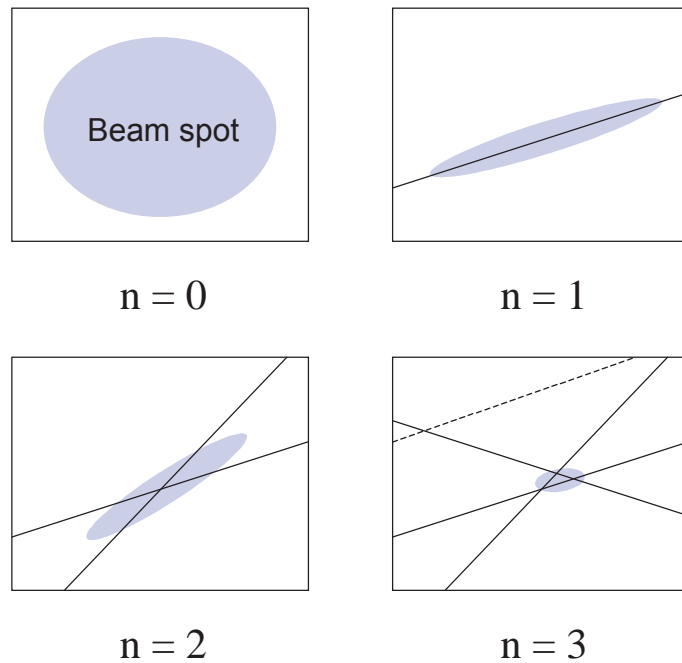 Beam spot
n = 0
n = 1
n = 2
n = 3